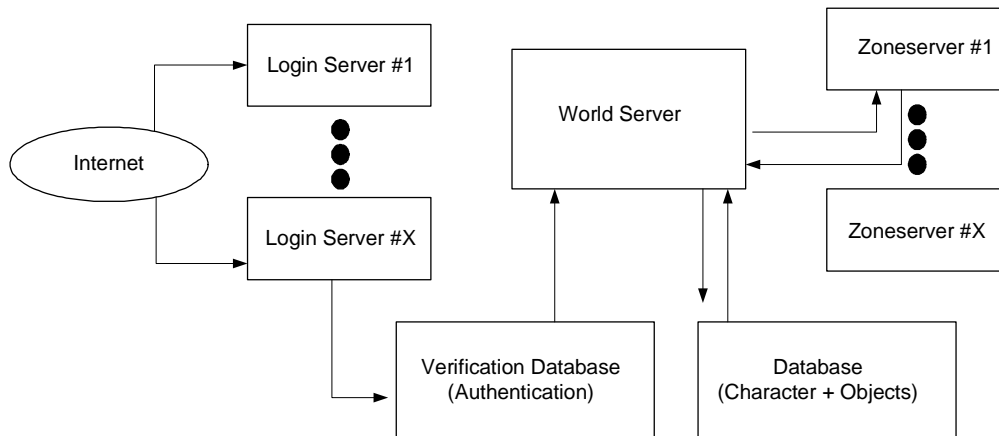 Login Server #1
Internet
Login Server #X
World Server
Zoneserver #1
Zoneserver #X
Verification Database
(Authentication)
Database
(Character + Objects)